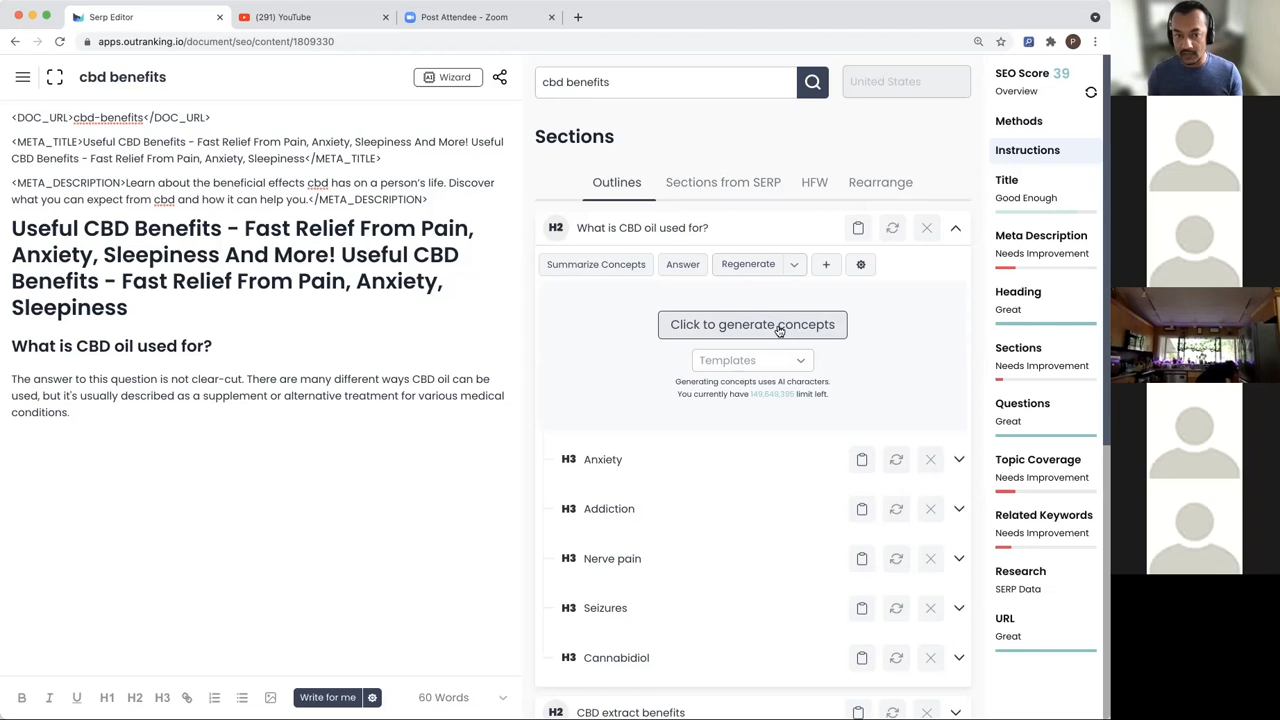 Serp Editor
(291) YouTube
Post Attendee - Zoom
apps.outranking.io/document/seo/content/1809330
P
cbd benefits
AI Wizard
<DOC_URL>cbd-benefits</DOC_URL>
<META_TITLE>Useful CBD Benefits - Fast Relief From Pain, Anxiety, Sleepiness And More! Useful
CBD Benefits - Fast Relief From Pain, Anxiety, Sleepiness</META_TITLE>
<META_DESCRIPTION>Learn about the beneficial effects cbd has on a person's life. Discover
what you can expect from cbd and how it can help you.</META_DESCRIPTION>
Useful CBD Benefits - Fast Relief From Pain,
Anxiety, Sleepiness And More! Useful CBD
Benefits - Fast Relief From Pain, Anxiety,
Sleepiness
What is CBD oil used for?
The answer to this question is not clear-cut. There are many different ways CBD oil can be
used, but it's usually described as a supplement or alternative treatment for various medical
conditions.
B I U H1 H2 H3
Write for me
60 Words
cbd benefits
United States
Sections
Outlines
Sections from SERP
HFW
Rearrange
H2 What is CBD oil used for?
Summarize Concepts
Answer
Regenerate
+
Click to generate concepts
Templates
Generating concepts uses AI characters.
You currently have 149,649,395 limit left.
H3 Anxiety
H3 Addiction
H3 Nerve pain
H3 Seizures
H3 Cannabidiol
H2 CBD extract benefits
SEO Score 39
Overview
Methods
Instructions
Title
Good Enough
Meta Description
Needs Improvement
Heading
Great
Sections
Needs Improvement
Questions
Great
Topic Coverage
Needs Improvement
Related Keywords
Needs Improvement
Research
SERP Data
URL
Great